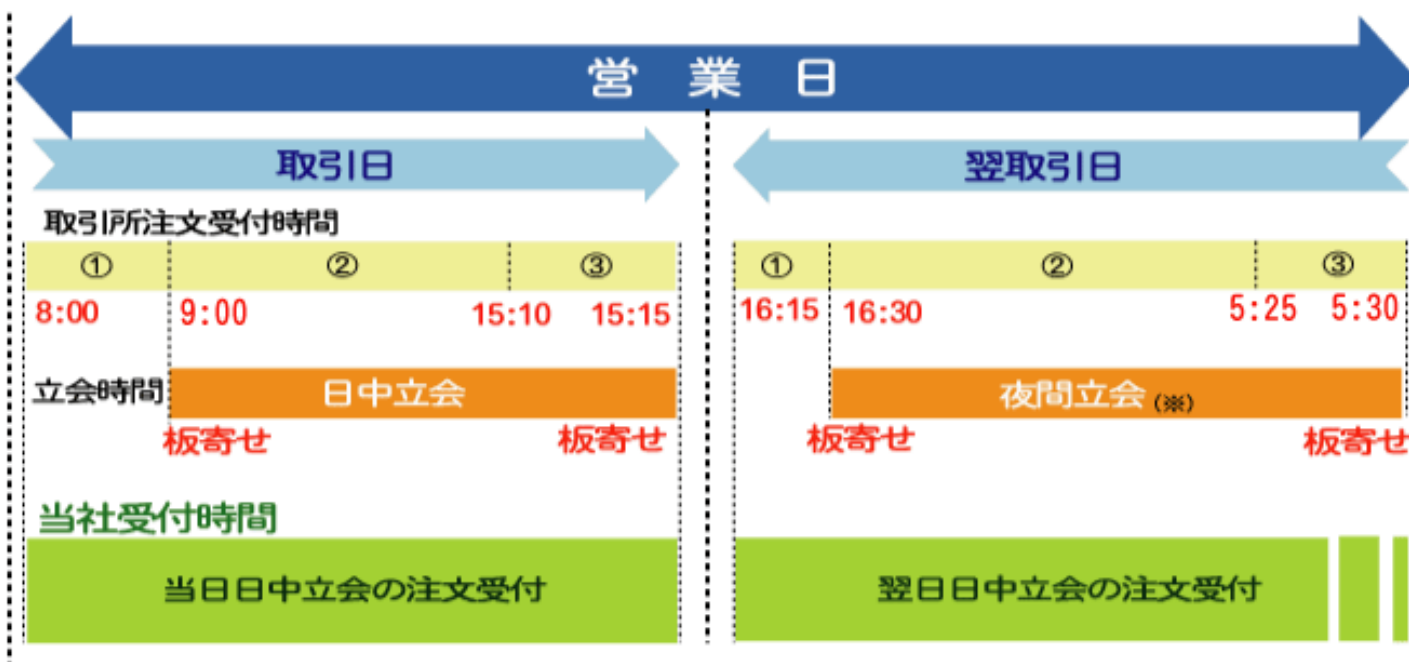 営業日
取引日 翌取引日
取引所注文受付時間
① ② ③ ① ② ③
8:00 9:00 15:10 15:15 16:15 16:30 5:25 5:30
立会時間 日中立会 夜間立会(※)
板寄せ 板寄せ 板寄せ 板寄せ
当社受付時間
当日日中立会の注文受付 翌日日中立会の注文受付